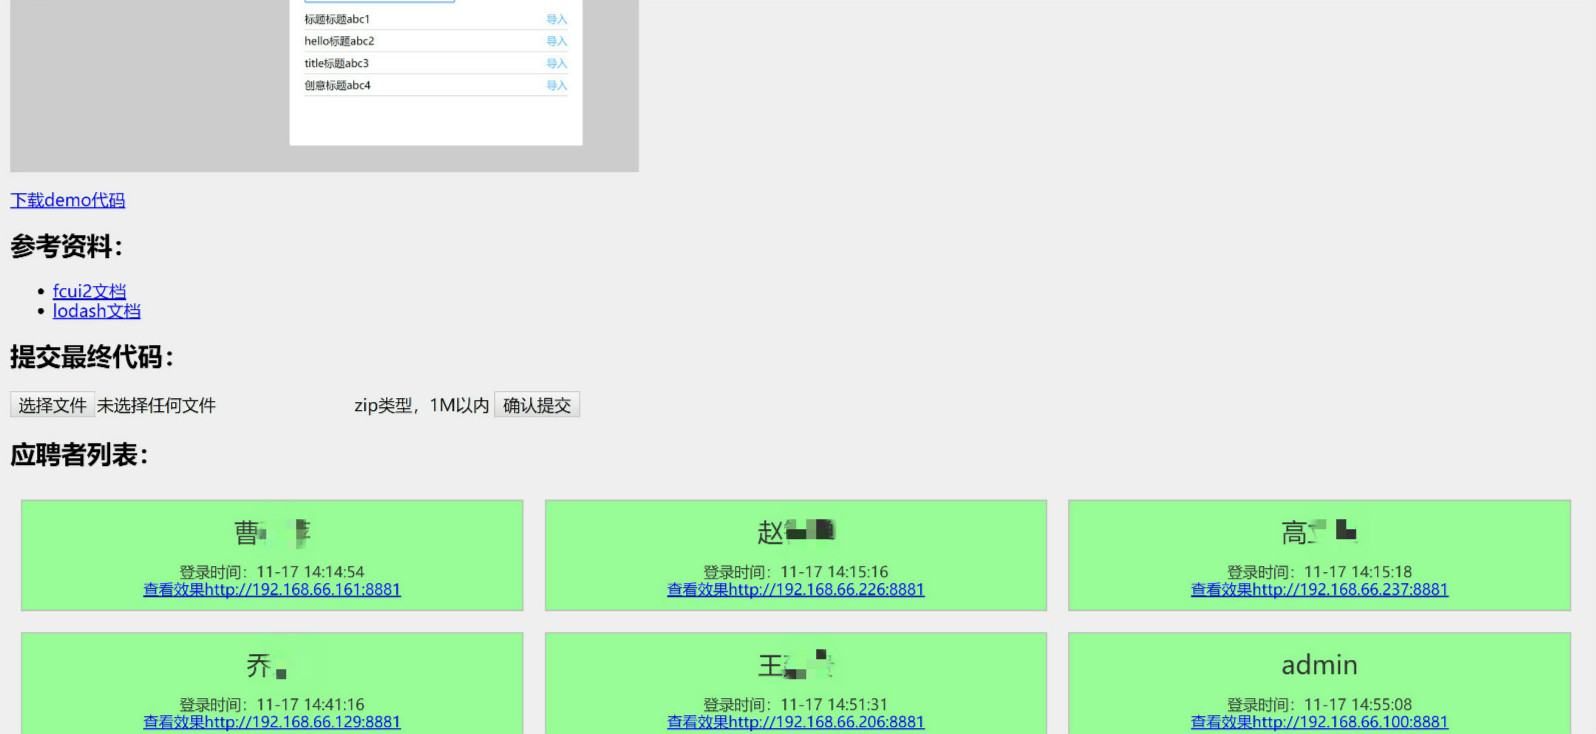 标题标题abc1 导入
hello标题abc2 导入
title标题abc3 导入
创意标题abc4 导入
下载demo代码
参考资料：
fcui2文档
lodash文档
提交最终代码：
选择文件 未选择任何文件 zip类型，1M以内 确认提交
应聘者列表：
曹
登录时间：11-17 14:14:54
查看效果http://192.168.66.161:8881
赵
登录时间：11-17 14:15:16
查看效果http://192.168.66.226:8881
高
登录时间：11-17 14:15:18
查看效果http://192.168.66.237:8881
乔
登录时间：11-17 14:41:16
查看效果http://192.168.66.129:8881
王
登录时间：11-17 14:51:31
查看效果http://192.168.66.206:8881
admin
登录时间：11-17 14:55:08
查看效果http://192.168.66.100:8881